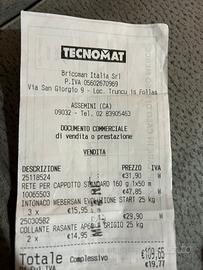 TECNOMAT
Bricoman Italia Srl
P.IVA 05602670969
Via San Giorgio 9 - Loc. Truncu is Follas
ASSEMINI (CA)
09032 - Tel. 02 83905463
DOCUMENTO COMMERCIALE
di vendita o prestazione
VENDITA
DESCRIZIONE PREZZO IVA
25118524 €31,90 W
RETE PER CAPPOTTO STANDARD 160 g 1x50 m
10065503 €47,85 W
INTONACO WEBERSAN EVOLUZIONE START 25 kg
3 x €15,95
25030582 €29,90 W
COLLANTE RASANTE GRIGIO 25 kg
2 x €14,95
Totale Complessivo €109,65
€19,77